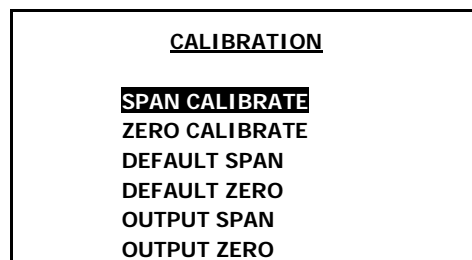 CALIBRATION
SPAN CALIBRATE
ZERO CALIBRATE
DEFAULT SPAN
DEFAULT ZERO
OUTPUT SPAN
OUTPUT ZERO